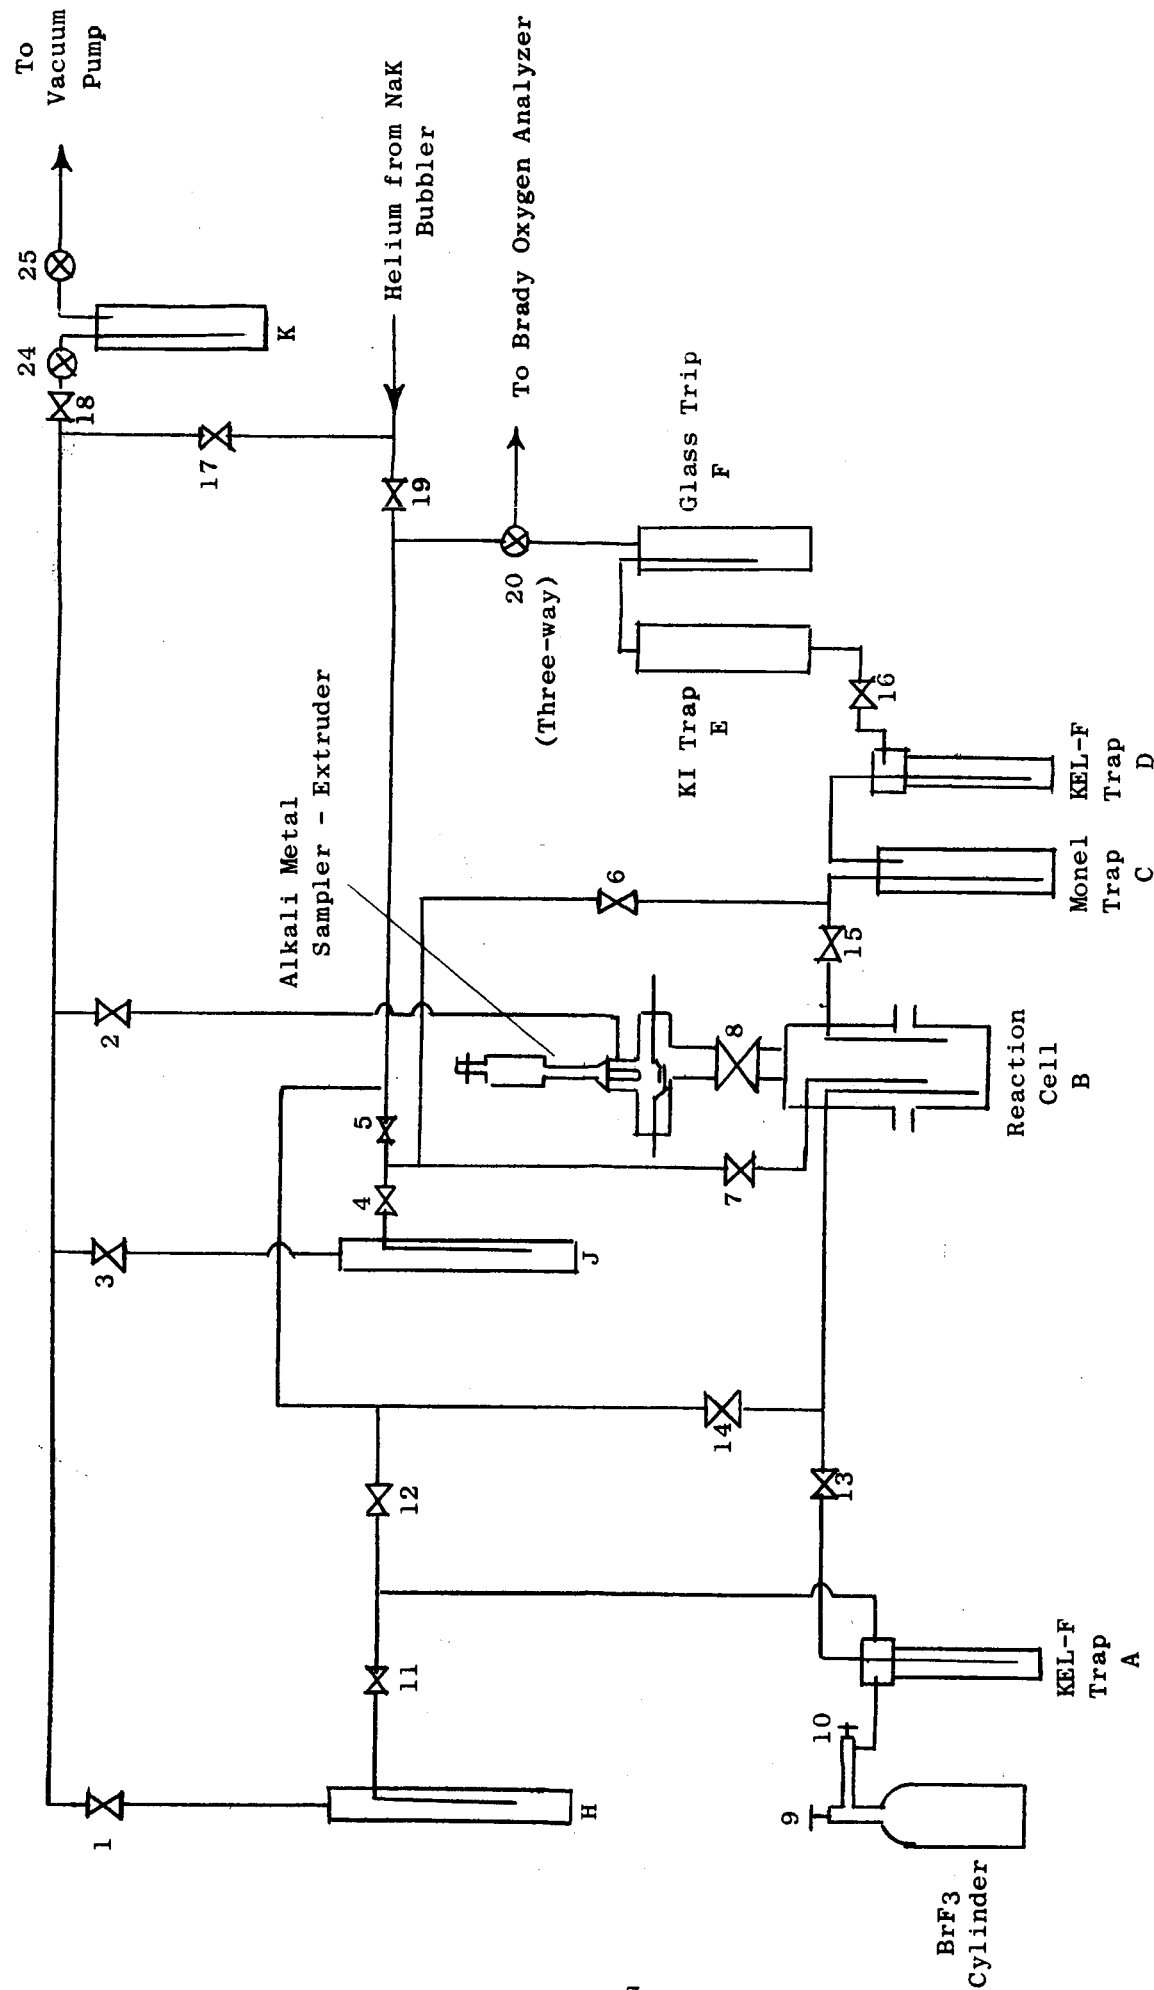 To
Vacuum
Pump
25
24
18
K
17
Helium from NaK
Bubbler
19
To Brady Oxygen Analyzer
20
(Three-way)
Glass Trip
F
KI Trap
E
16
KEL-F
Trap
D
Monel
Trap
C
Alkali Metal
Sampler - Extruder
2
6
15
8
5
4
7
Reaction
Cell
B
3
J
14
12
13
11
1
H
10
9
KEL-F
Trap
A
BrF3
Cylinder